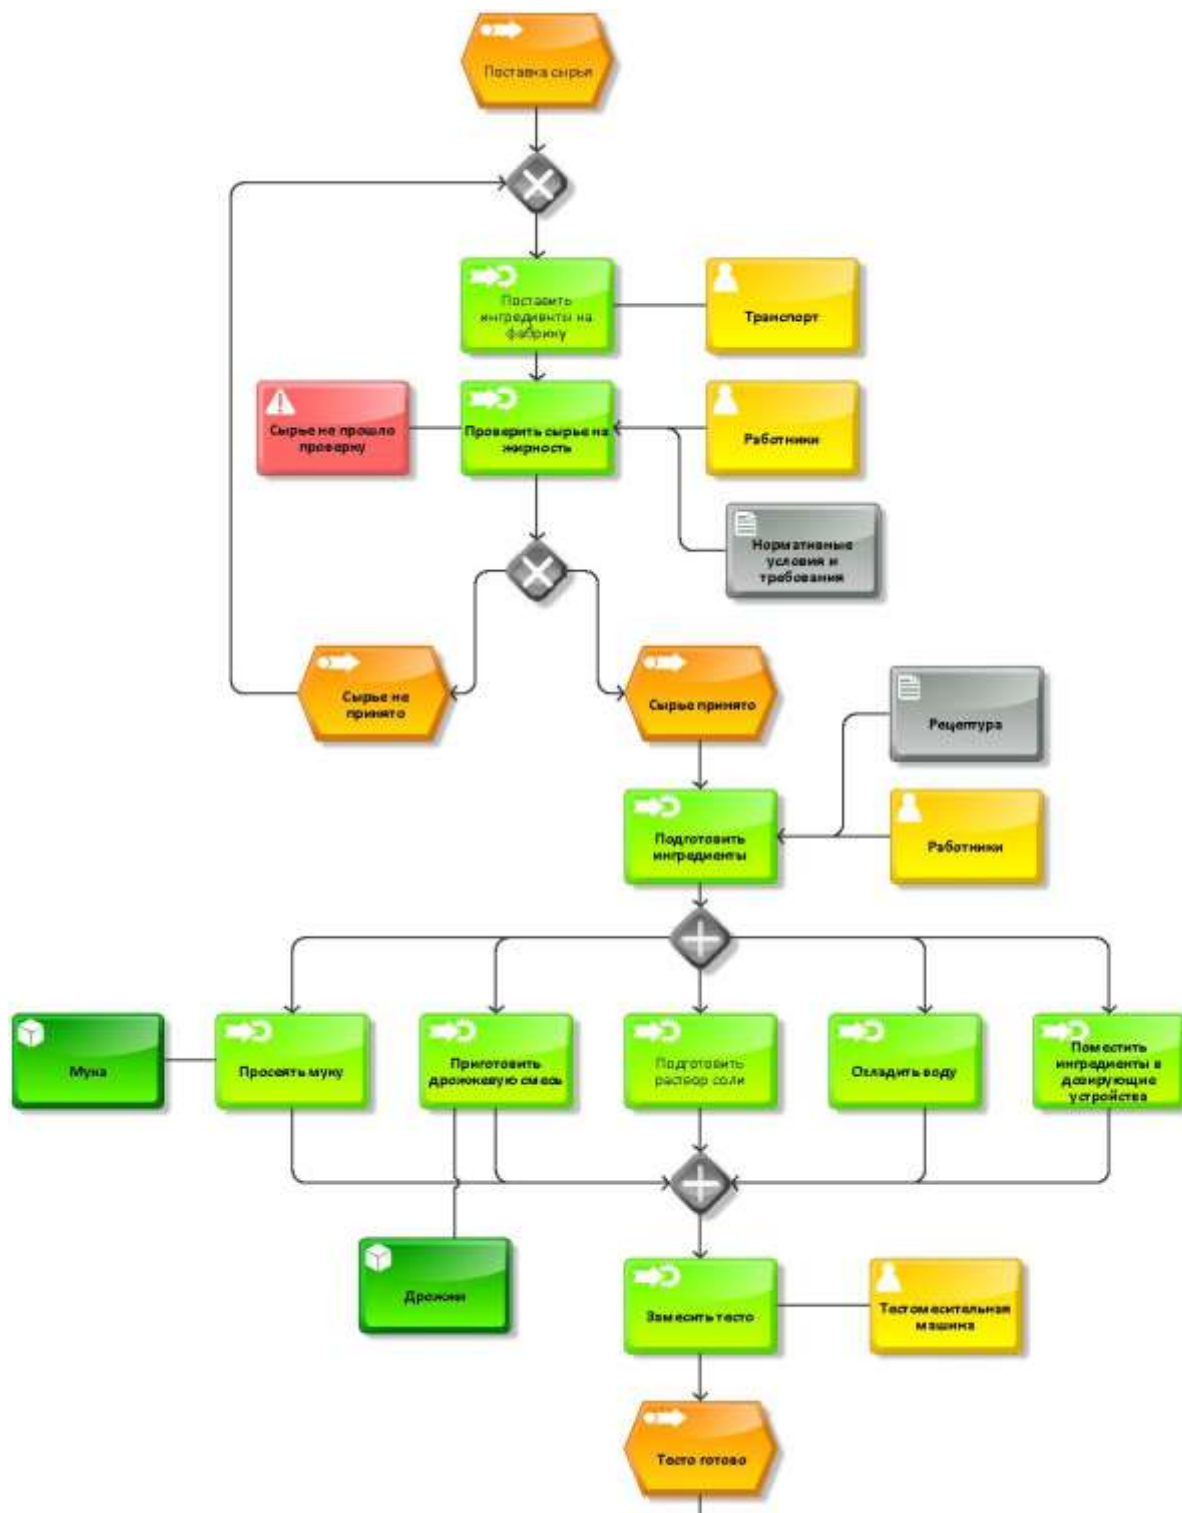 Поставка сырья
Поставить
ингредиенты на
фабрику
Транспорт
Сырье не прошло
проверку
Проверить сырье на
жирность
Работники
Нормативные
условия и
требования
Сырье не
принято
Сырье принято
Рецептура
Подготовить
ингредиенты
Работники
Мука
Просеять муку
Приготовить
дрожжевую смесь
Подготовить
раствор соли
Охладить воду
Поместить
ингредиенты в
дозирующие
устройства
Дрожжи
Замесить тесто
Тестомесительная
машина
Тесто готово